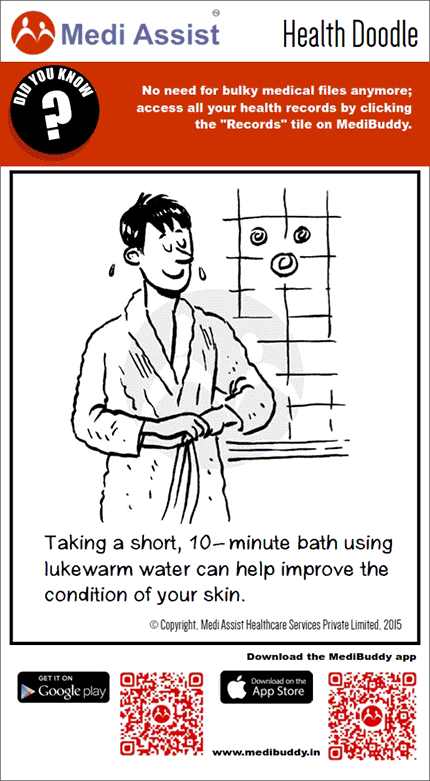 Medi Assist
Health Doodle
DID YOU KNOW
?
No need for bulky medical files anymore;
access all your health records by clicking
the "Records" tile on MediBuddy.
Taking a short, 10-minute bath using
lukewarm water can help improve the
condition of your skin.
© Copyright, Medi Assist Healthcare Services Private Limited, 2015
Download the MediBuddy app
GET IT ON
Google play
Download on the
App Store
www.medibuddy.in